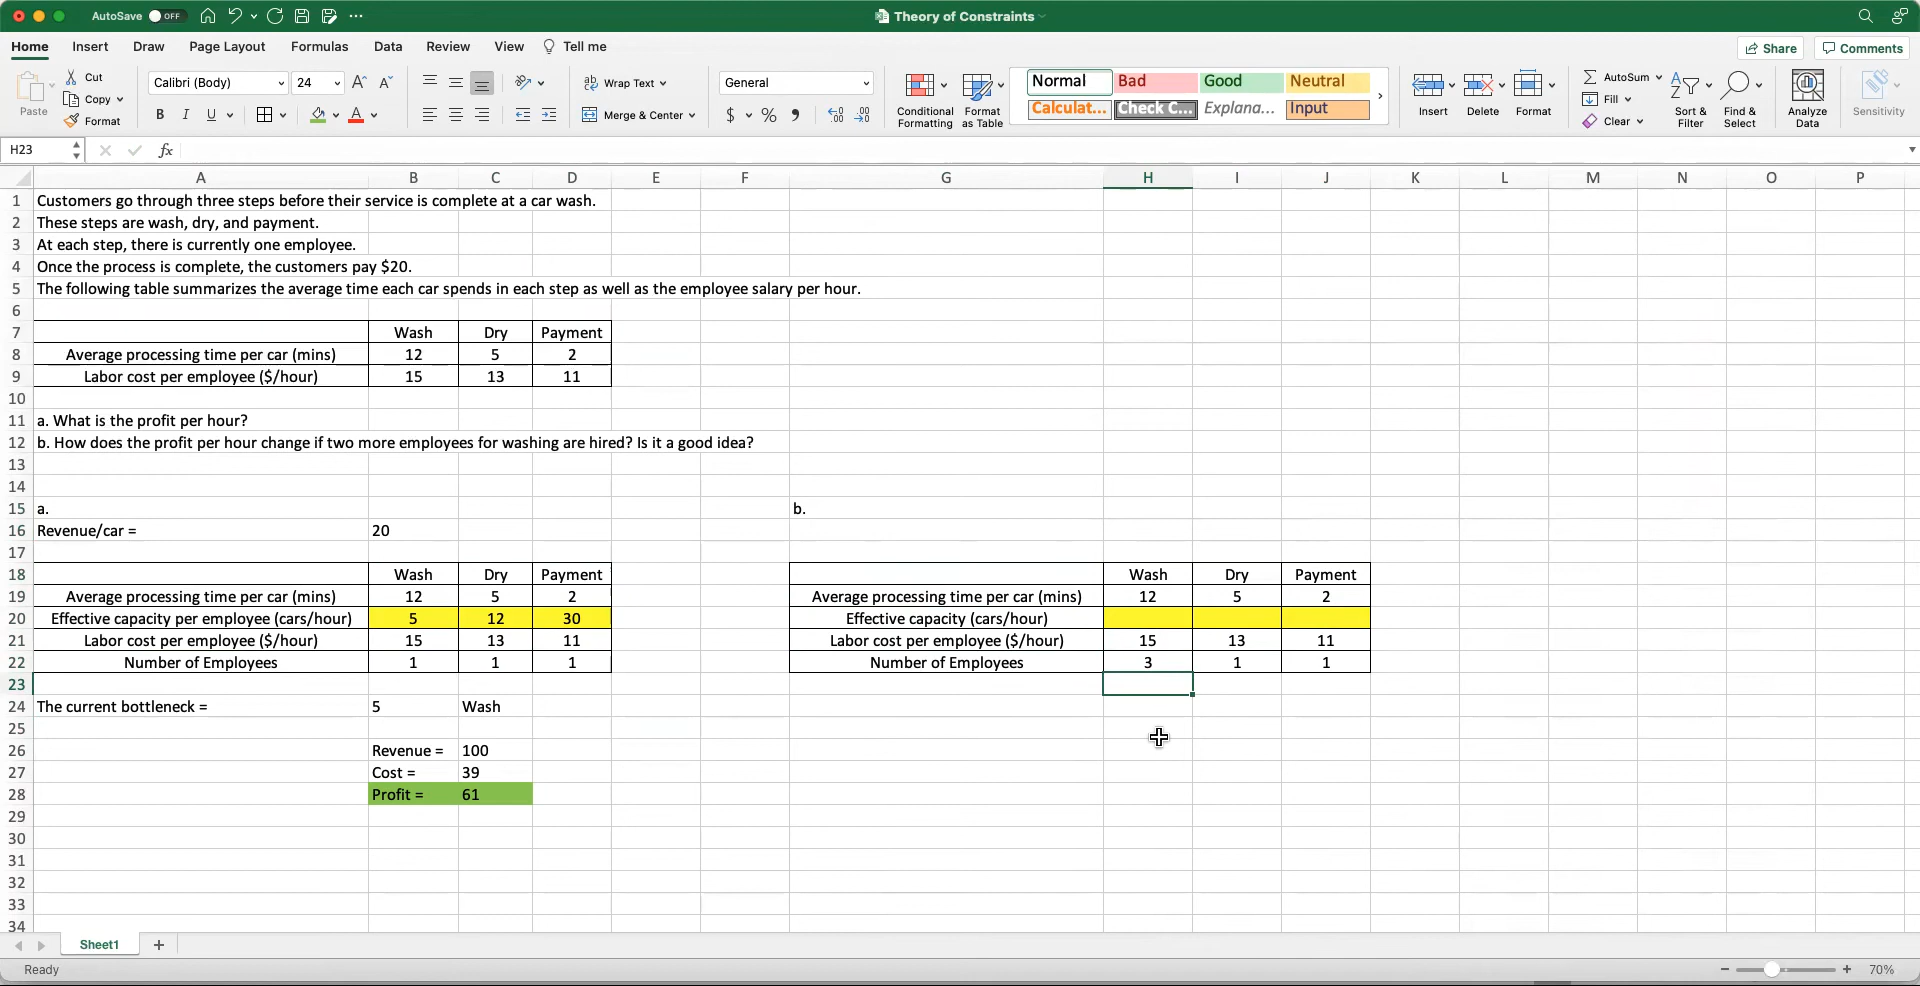 AutoSave OFF Theory of Constraints
Home Insert Draw Page Layout Formulas Data Review View Tell me Share Comments
Paste Cut Copy Format
Calibri (Body) 24 A A
B I U A
ab Wrap Text
Merge & Center
General
$ % 9
Conditional Formatting Format as Table
Normal Bad Good Neutral
Calculat... Check C... Explana... Input
Insert Delete Format
AutoSum
Fill
Clear
Sort & Filter Find & Select Analyze Data Sensitivity
H23 fx
A B C D E F G H I J K L M N O P
1 Customers go through three steps before their service is complete at a car wash.
2 These steps are wash, dry, and payment.
3 At each step, there is currently one employee.
4 Once the process is complete, the customers pay $20.
5 The following table summarizes the average time each car spends in each step as well as the employee salary per hour.
6
7 Wash Dry Payment
8 Average processing time per car (mins) 12 5 2
9 Labor cost per employee ($/hour) 15 13 11
10
11 a. What is the profit per hour?
12 b. How does the profit per hour change if two more employees for washing are hired? Is it a good idea?
13
14
15 a. b.
16 Revenue/car = 20
17
18 Wash Dry Payment Wash Dry Payment
19 Average processing time per car (mins) 12 5 2 Average processing time per car (mins) 12 5 2
20 Effective capacity per employee (cars/hour) 5 12 30 Effective capacity (cars/hour)
21 Labor cost per employee ($/hour) 15 13 11 Labor cost per employee ($/hour) 15 13 11
22 Number of Employees 1 1 1 Number of Employees 3 1 1
23
24 The current bottleneck = 5 Wash
25
26 Revenue = 100
27 Cost = 39
28 Profit = 61
29
30
31
32
33
34
Sheet1 +
Ready - + 70%